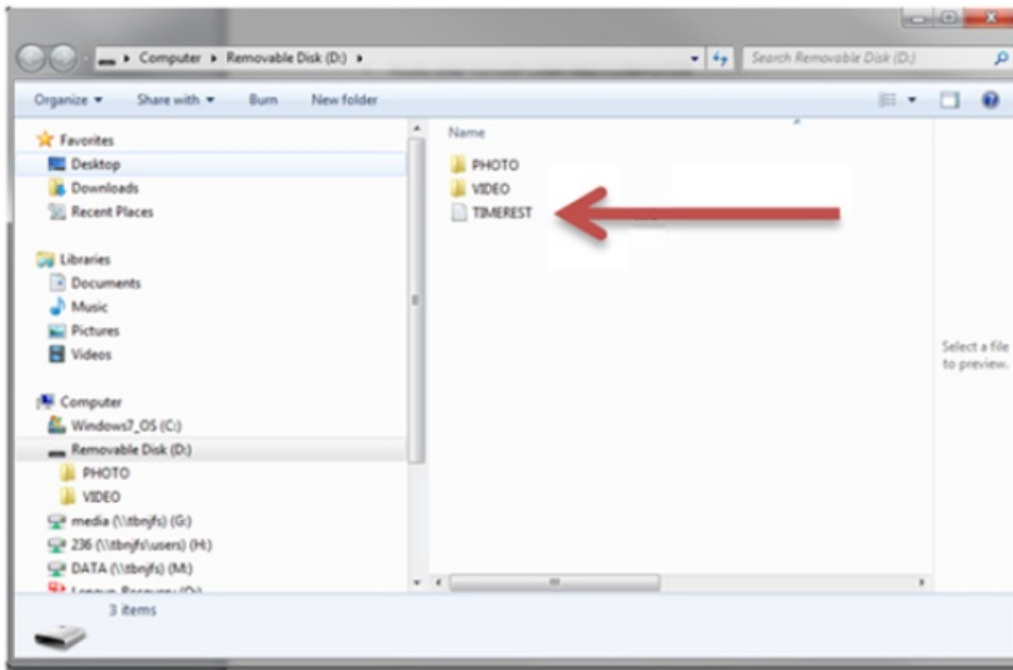 Computer ▸ Removable Disk (D:) ▸
Search Removable Disk (D:)
Organize ▾ Share with ▾ Burn New folder
Favorites
Desktop
Downloads
Recent Places
Libraries
Documents
Music
Pictures
Videos
Computer
Windows7_OS (C:)
Removable Disk (D:)
PHOTO
VIDEO
media (\\tbnjfs) (G:)
236 (\\tbnjfs\users) (H:)
DATA (\\tbnjfs) (M:)
Name
PHOTO
VIDEO
TIMEREST
Select a file
to preview.
3 items